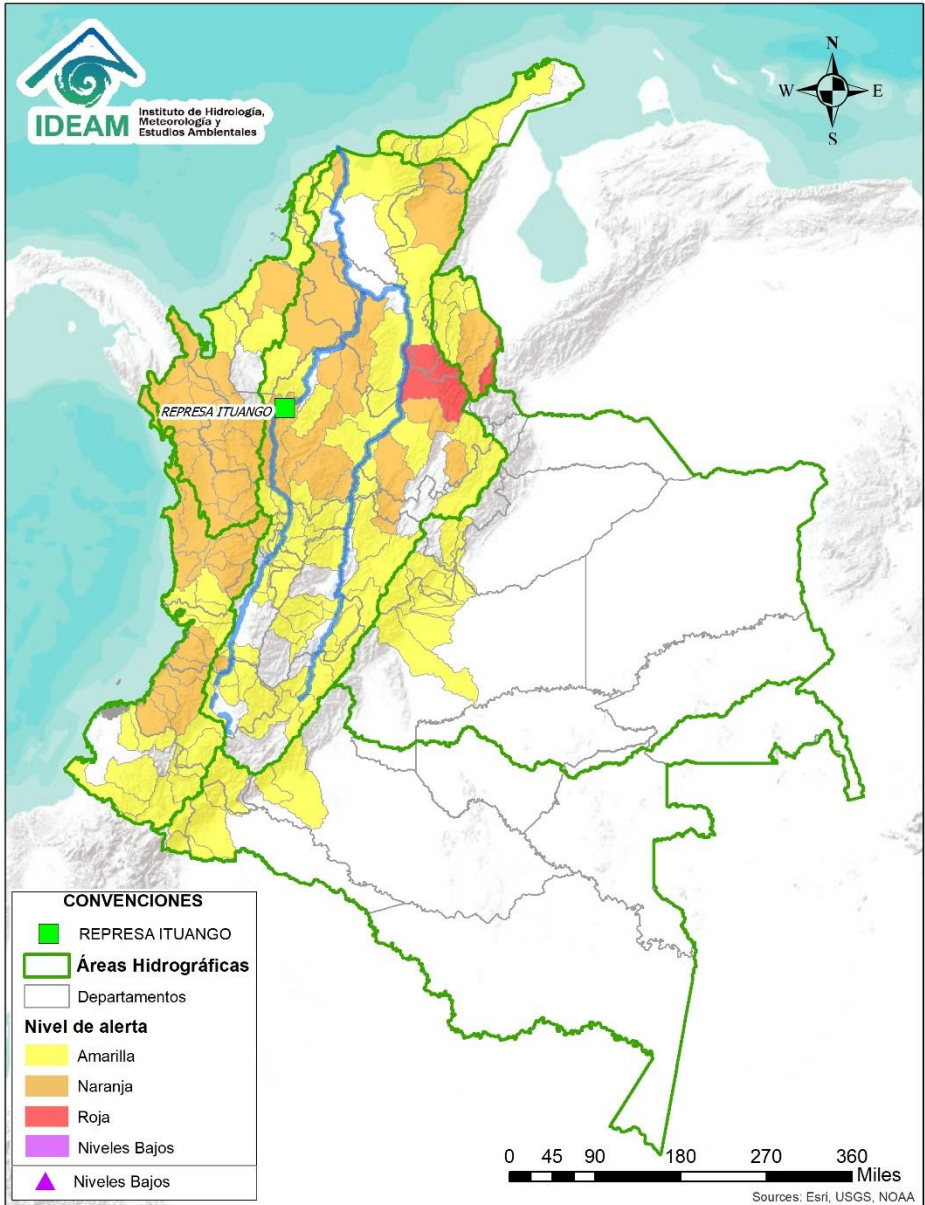 IDEAM
Instituto de Hidrología,
Meteorología y
Estudios Ambientales
N
W
E
S
REPRESA ITUANGO
CONVENCIONES
REPRESA ITUANGO
Áreas Hidrográficas
Departamentos
Nivel de alerta
Amarilla
Naranja
Roja
Niveles Bajos
Niveles Bajos
0 45 90 180 270 360
Miles
Sources: Esri, USGS, NOAA